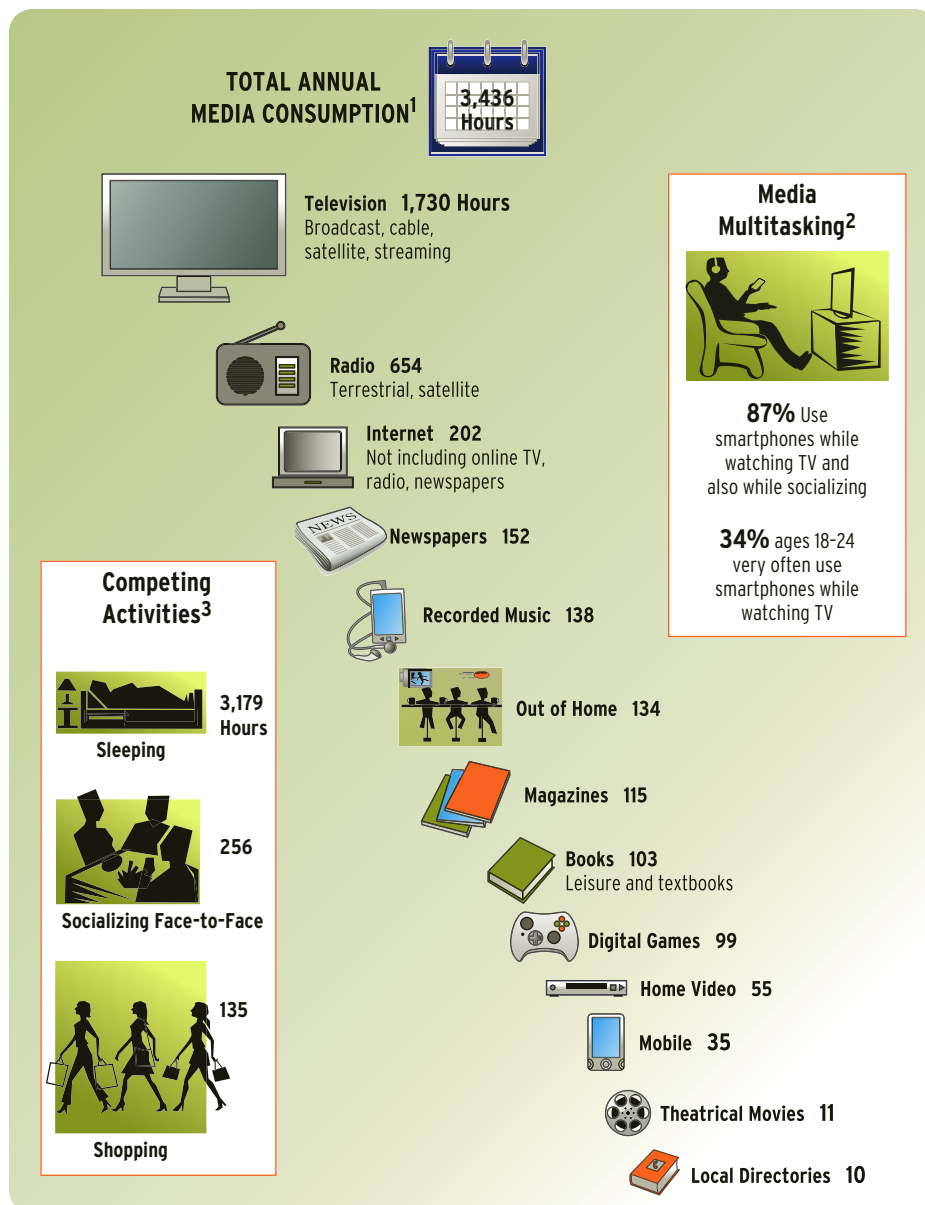 TOTAL ANNUAL
MEDIA CONSUMPTION1
3,436
Hours
Television 1,730 Hours
Broadcast, cable,
satellite, streaming
Radio 654
Terrestrial, satellite
Internet 202
Not including online TV,
radio, newspapers
NEWS
Newspapers 152
Recorded Music 138
Out of Home 134
Magazines 115
Books 103
Leisure and textbooks
Digital Games 99
Home Video 55
Mobile 35
Theatrical Movies 11
Local Directories 10
Media
Multitasking2
87% Use
smartphones while
watching TV and
also while socializing
34% ages 18–24
very often use
smartphones while
watching TV
Competing
Activities3
3,179
Hours
Sleeping
256
Socializing Face-to-Face
135
Shopping